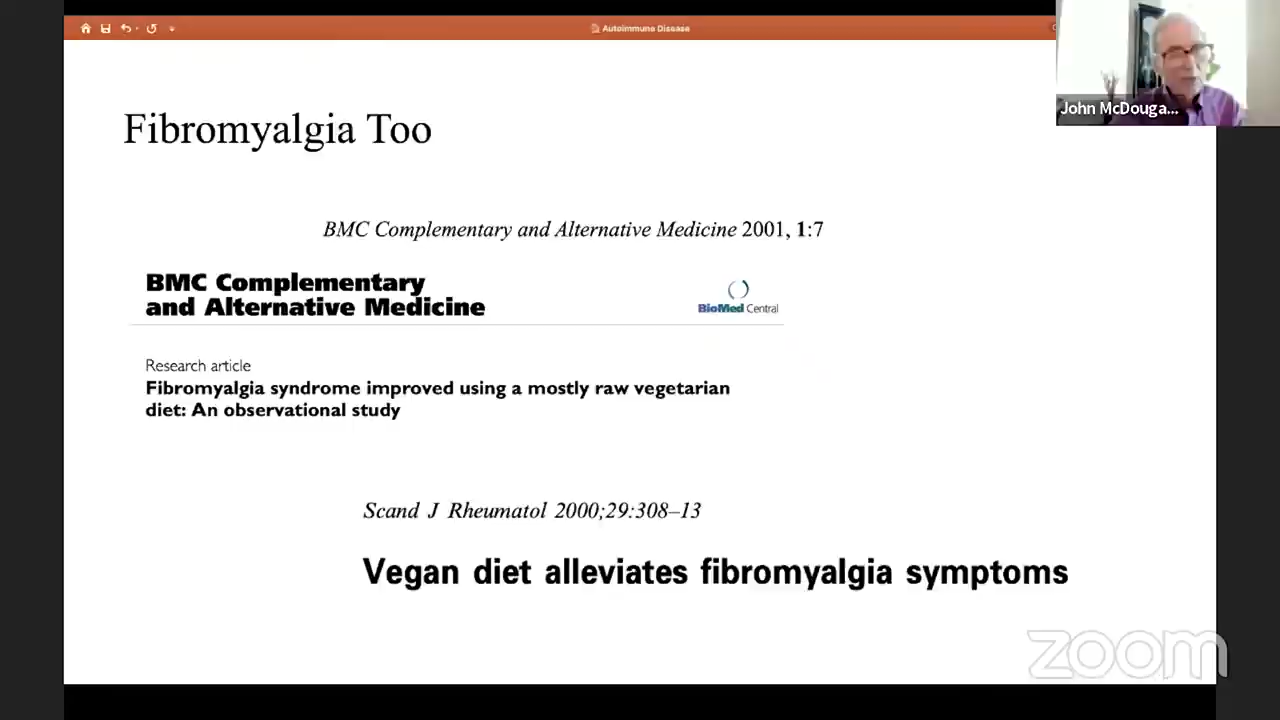 Autoimmune Disease
John McDouga...
Fibromyalgia Too
BMC Complementary and Alternative Medicine 2001, 1:7
BMC Complementary
and Alternative Medicine
BioMed Central
Research article
Fibromyalgia syndrome improved using a mostly raw vegetarian
diet: An observational study
Scand J Rheumatol 2000;29:308–13
Vegan diet alleviates fibromyalgia symptoms
zoom